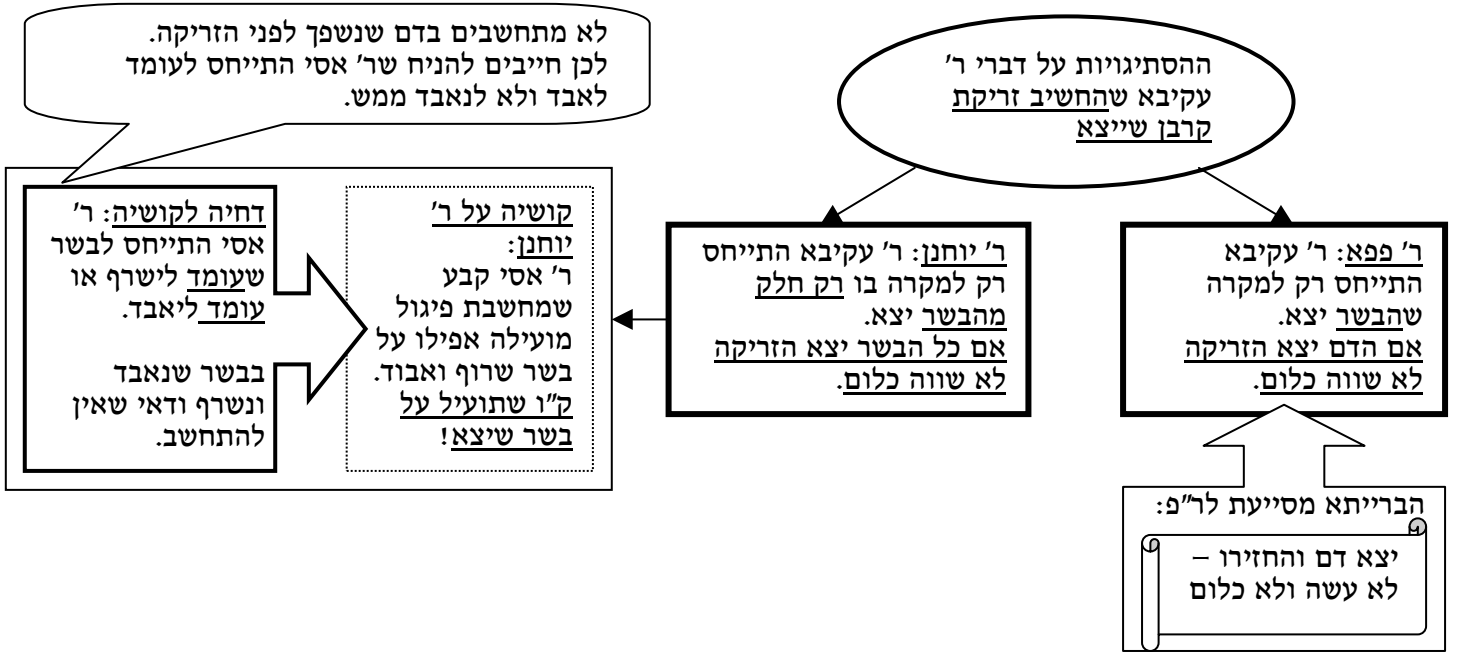 לא מתחשבים בדם שנשפך לפני הזריקה.
לכן חייבים להניח שר' אסי התייחס לעומד
לאבד ולא לנאבד ממש.
ההסתיגויות על דברי ר'
עקיבא שהחשיב זריקת
קרבן שייצא
ר' פפא: ר' עקיבא
התייחס רק למקרה
שהבשר יצא.
אם הדם יצא הזריקה
לא שווה כלום.
הברייתא מסייעת לר"פ:
יצא דם והחזירו –
לא עשה ולא כלום
ר' יוחנן: ר' עקיבא התייחס
רק למקרה בו רק חלק
מהבשר יצא.
אם כל הבשר יצא הזריקה
לא שווה כלום.
קושיה על ר'
יוחנן:
ר' אסי קבע
שמחשבת פיגול
מועילה אפילו על
בשר שרוף ואבוד.
ק"ו שתועיל על
בשר שיצא!
דחיה לקושיה: ר'
אסי התייחס לבשר
שעומד לישרף או
עומד ליאבד.
בבשר שנאבד
ונשרף ודאי שאין
להתחשב.